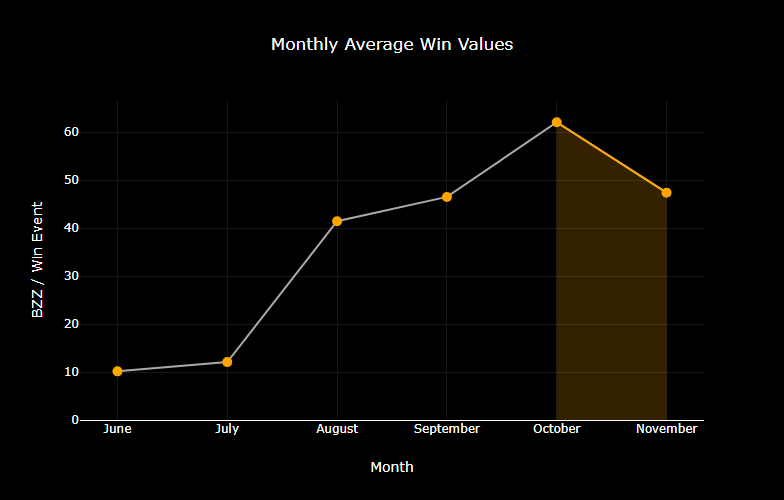 Monthly Average Win Values
BZZ / Win Event
60
50
40
30
20
10
0
June July August September October November
Month